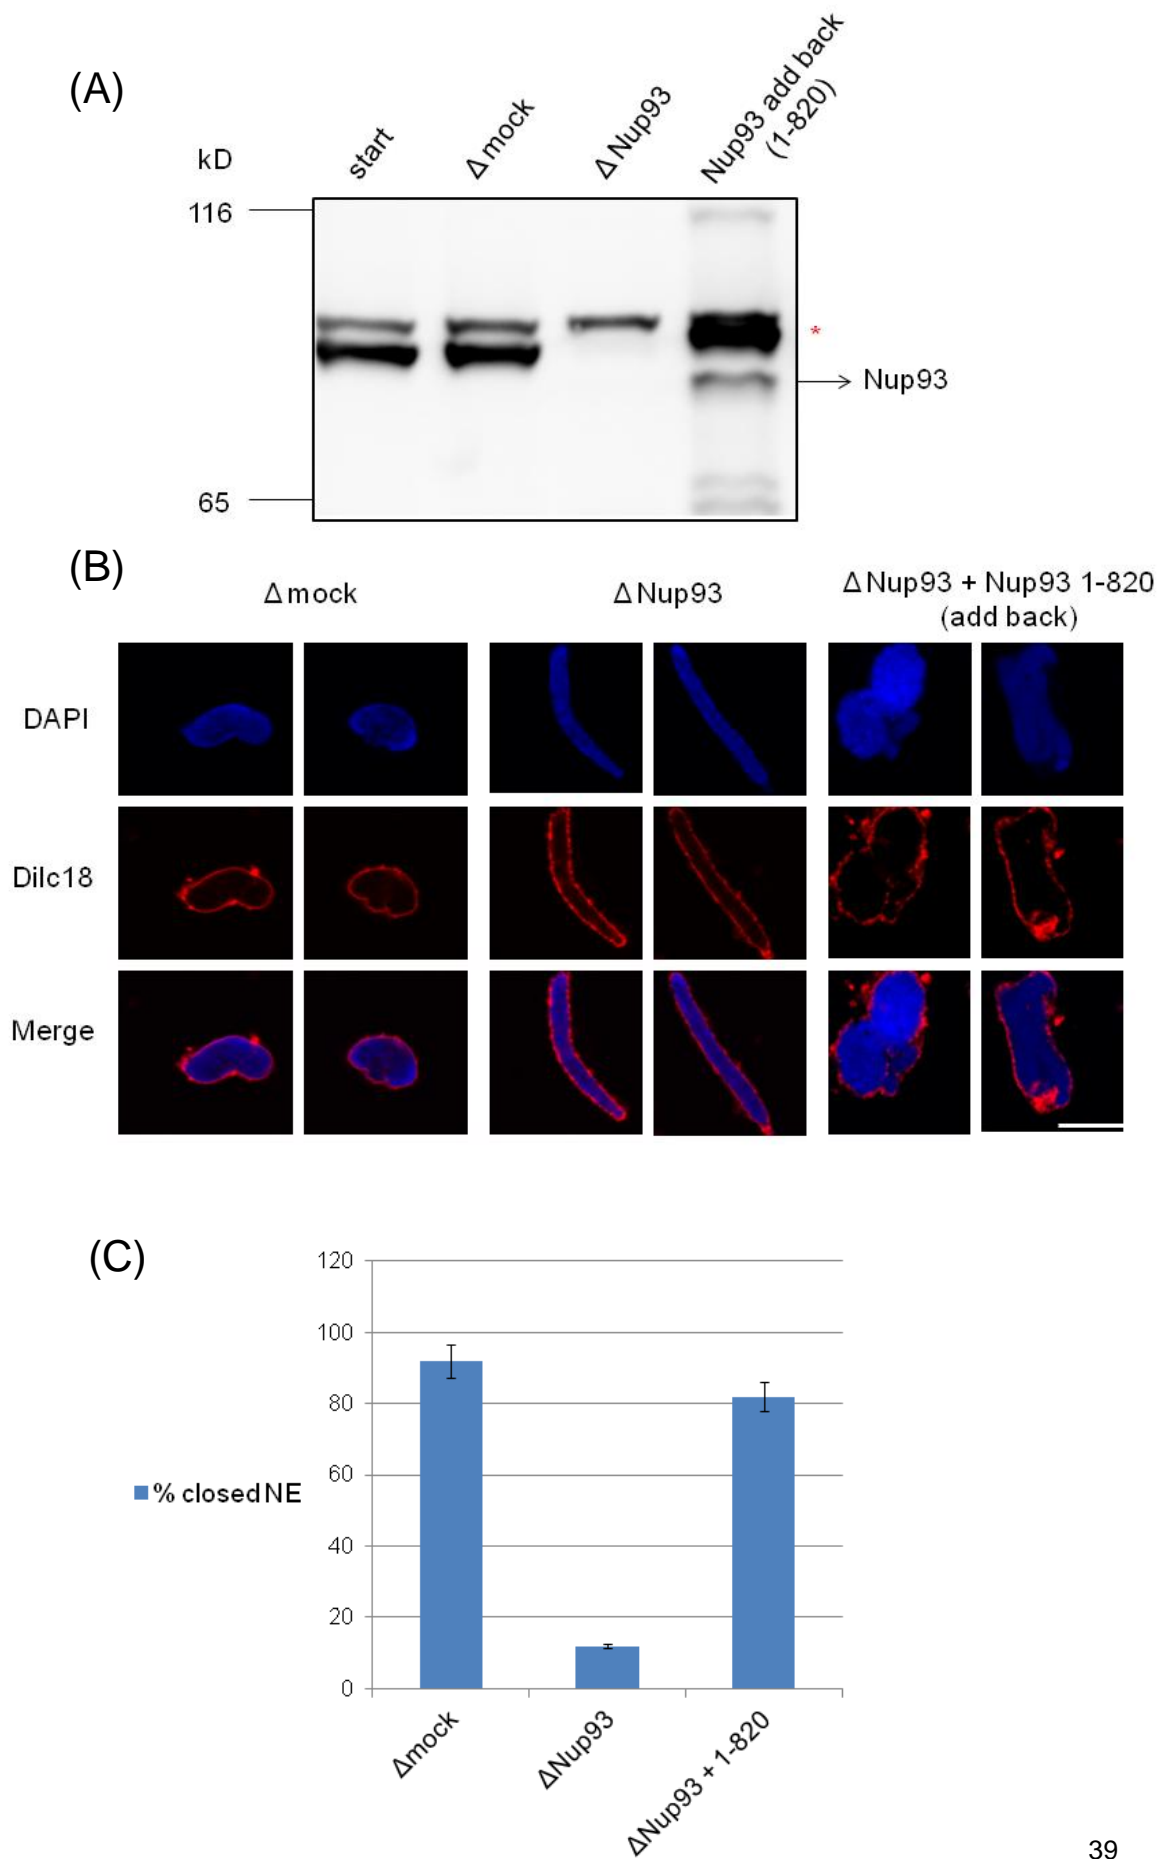 (A)
kD
start
Δmock
ΔNup93
Nup93 add back
(1-820)
116
*
Nup93
65
(B)
Δmock
ΔNup93
ΔNup93 + Nup93 1-820
(add back)
DAPI
Dilc18
Merge
(C)
120
100
80
60
40
20
0
% closed NE
Δmock
ΔNup93
ΔNup93 + 1-820
39